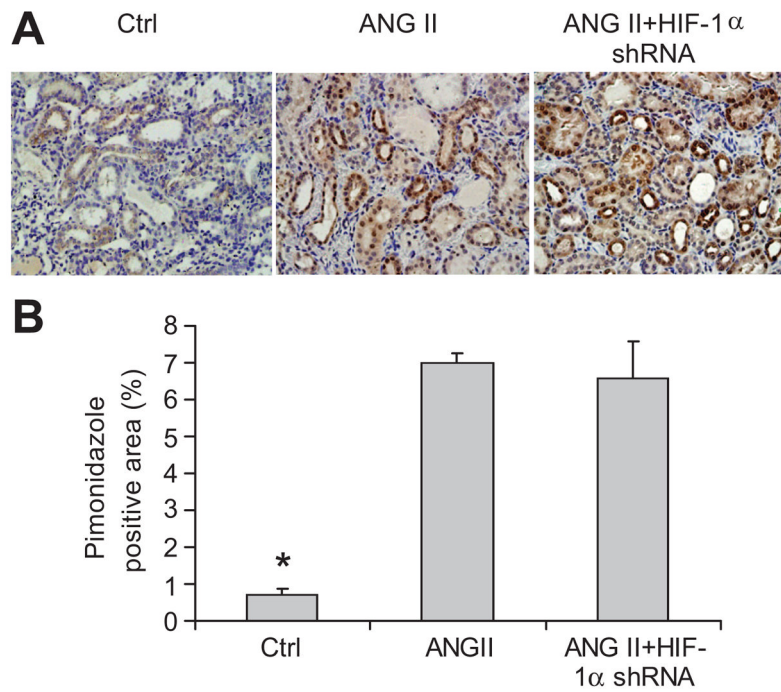 A
Ctrl
ANG II
ANG II+HIF-1α
shRNA
B
Pimonidazole
positive area (%)
8
7
6
5
4
3
2
1
0
*
Ctrl
ANGII
ANG II+HIF-
1α shRNA